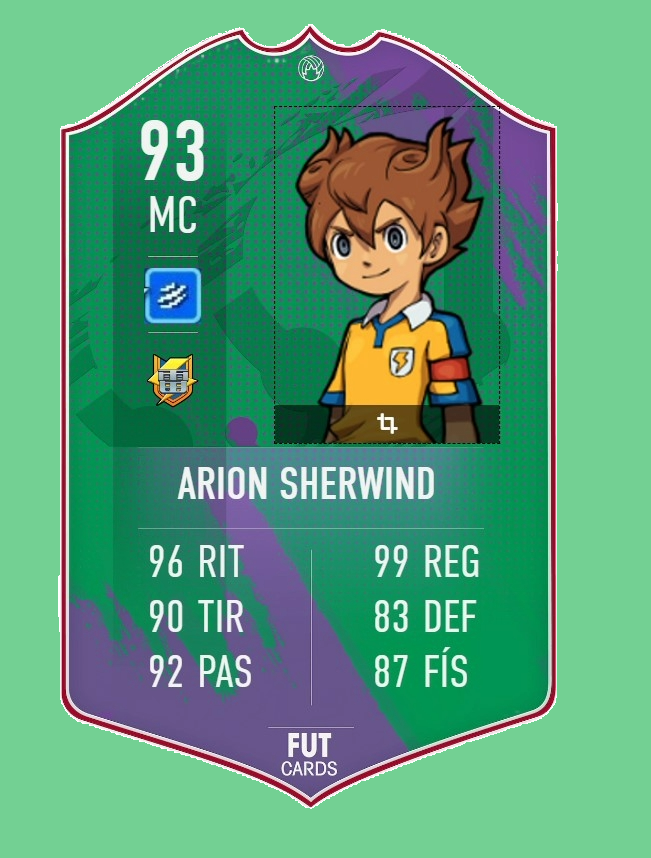 93
MC
ARION SHERWIND
96 RIT
99 REG
90 TIR
83 DEF
92 PAS
87 FÍS
FUT
CARDS